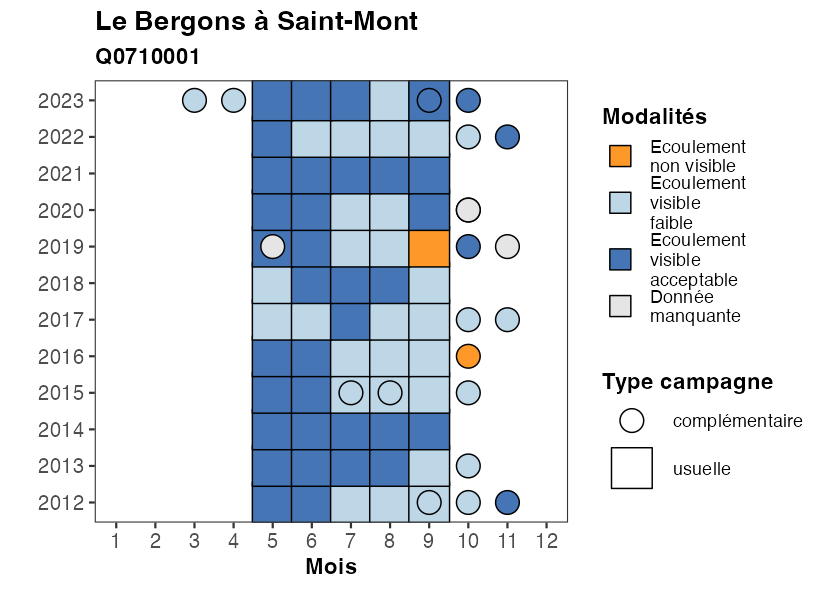 Le Bergons à Saint-Mont
Q0710001
2023
2022
2021
2020
2019
2018
2017
2016
2015
2014
2013
2012
1 2 3 4 5 6 7 8 9 10 11 12
Mois
Modalités
Ecoulement
non visible
Ecoulement
visible
faible
Ecoulement
visible
acceptable
Donnée
manquante
Type campagne
complémentaire
usuelle